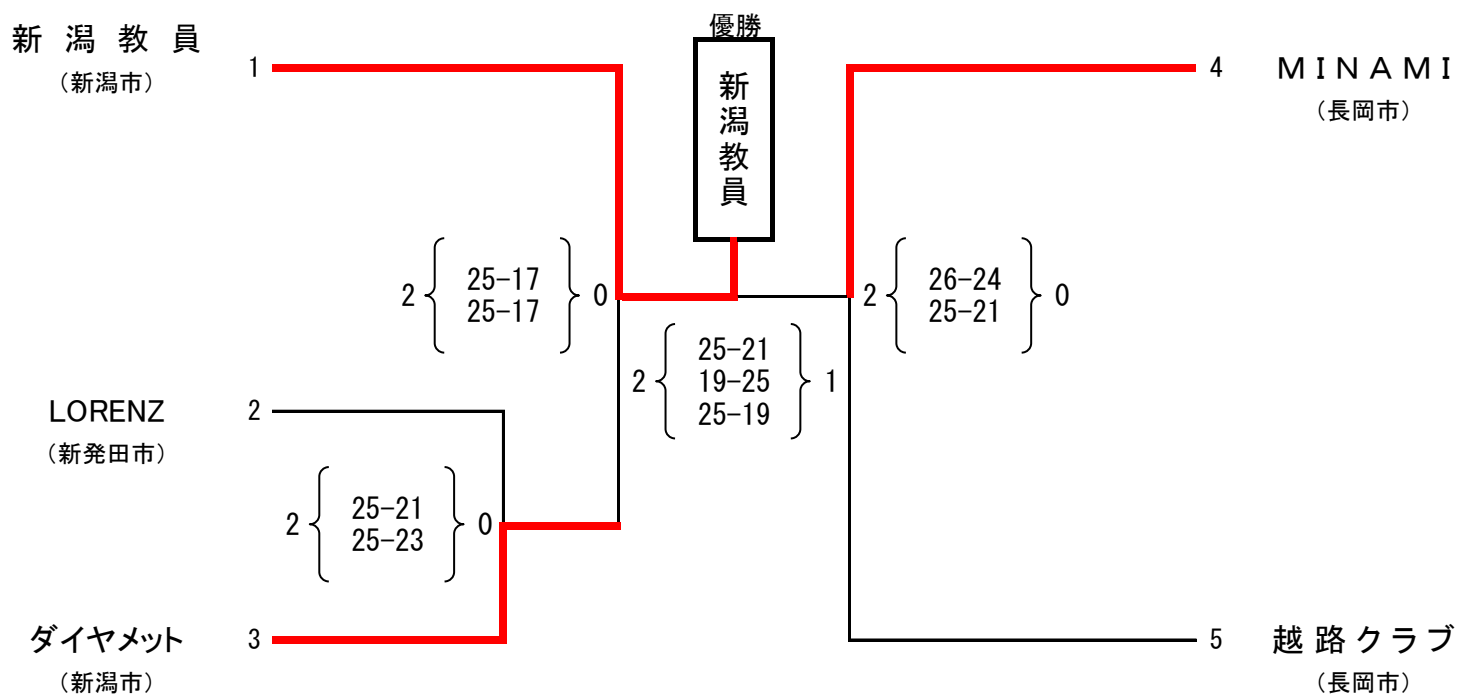 優勝
新潟教員
新 潟 教 員
（新潟市）
1
4
ＭＩＮＡＭＩ
（長岡市）
2
25-17
25-17
0
2
26-24
25-21
0
2
25-21
19-25
25-19
1
LORENZ
（新発田市）
2
2
25-21
25-23
0
ダイヤメット
（新潟市）
3
5
越 路 ク ラ ブ
（長岡市）